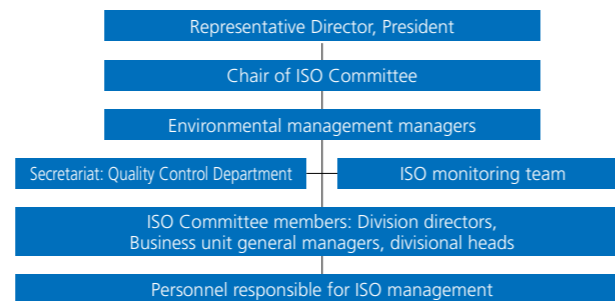 Representative Director, President
Chair of ISO Committee
Environmental management managers
Secretariat: Quality Control Department
ISO monitoring team
ISO Committee members: Division directors,
Business unit general managers, divisional heads
Personnel responsible for ISO management